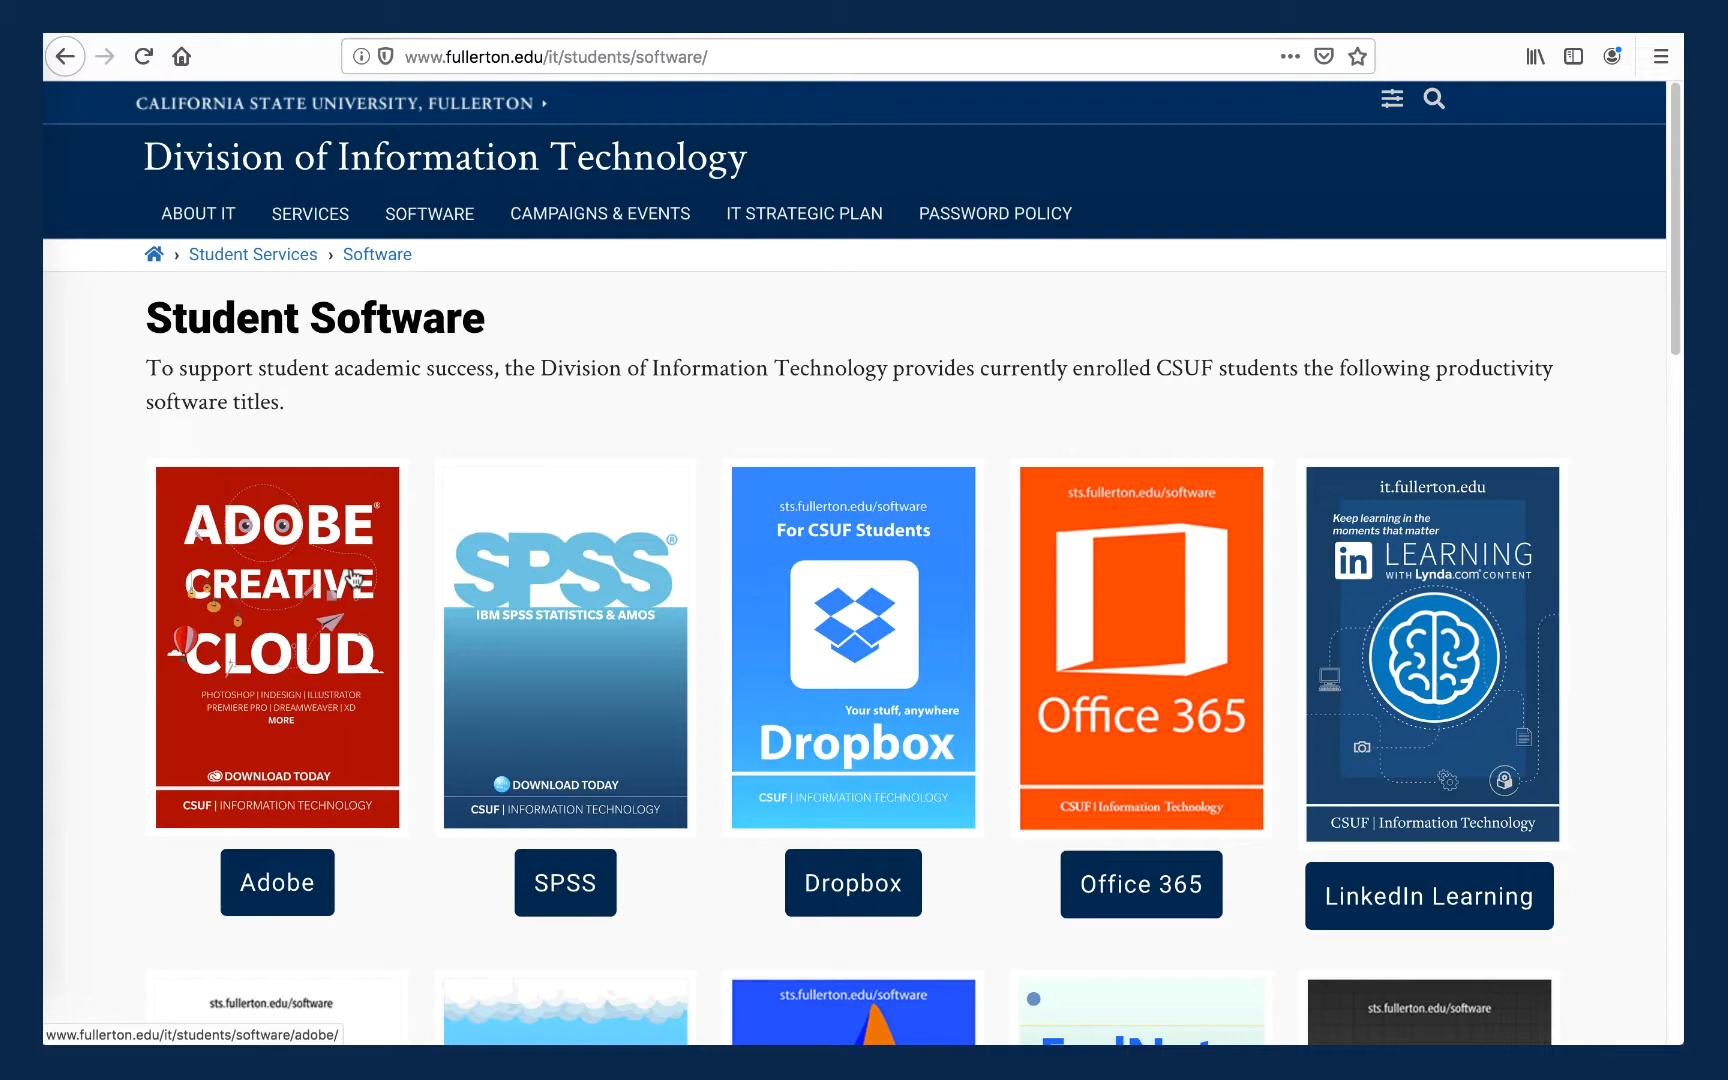 www.fullerton.edu/it/students/software/
CALIFORNIA STATE UNIVERSITY, FULLERTON
Division of Information Technology
ABOUT IT SERVICES SOFTWARE CAMPAIGNS & EVENTS IT STRATEGIC PLAN PASSWORD POLICY
› Student Services › Software
Student Software
To support student academic success, the Division of Information Technology provides currently enrolled CSUF students the following productivity
software titles.
ADOBE®
CREATIVE
CLOUD
PHOTOSHOP | INDESIGN | ILLUSTRATOR
PREMIERE PRO | DREAMWEAVER | XD
MORE
DOWNLOAD TODAY
CSUF | INFORMATION TECHNOLOGY
Adobe
SPSS®
IBM SPSS STATISTICS & AMOS
DOWNLOAD TODAY
CSUF | INFORMATION TECHNOLOGY
SPSS
sts.fullerton.edu/software
For CSUF Students
Your stuff, anywhere
Dropbox
CSUF | INFORMATION TECHNOLOGY
Dropbox
sts.fullerton.edu/software
Office 365
CSUF | Information Technology
Office 365
it.fullerton.edu
Keep learning in the
moments that matter
in LEARNING
WITH Lynda.com® CONTENT
CSUF | Information Technology
LinkedIn Learning
sts.fullerton.edu/software
sts.fullerton.edu/software
sts.fullerton.edu/software
www.fullerton.edu/it/students/software/adobe/